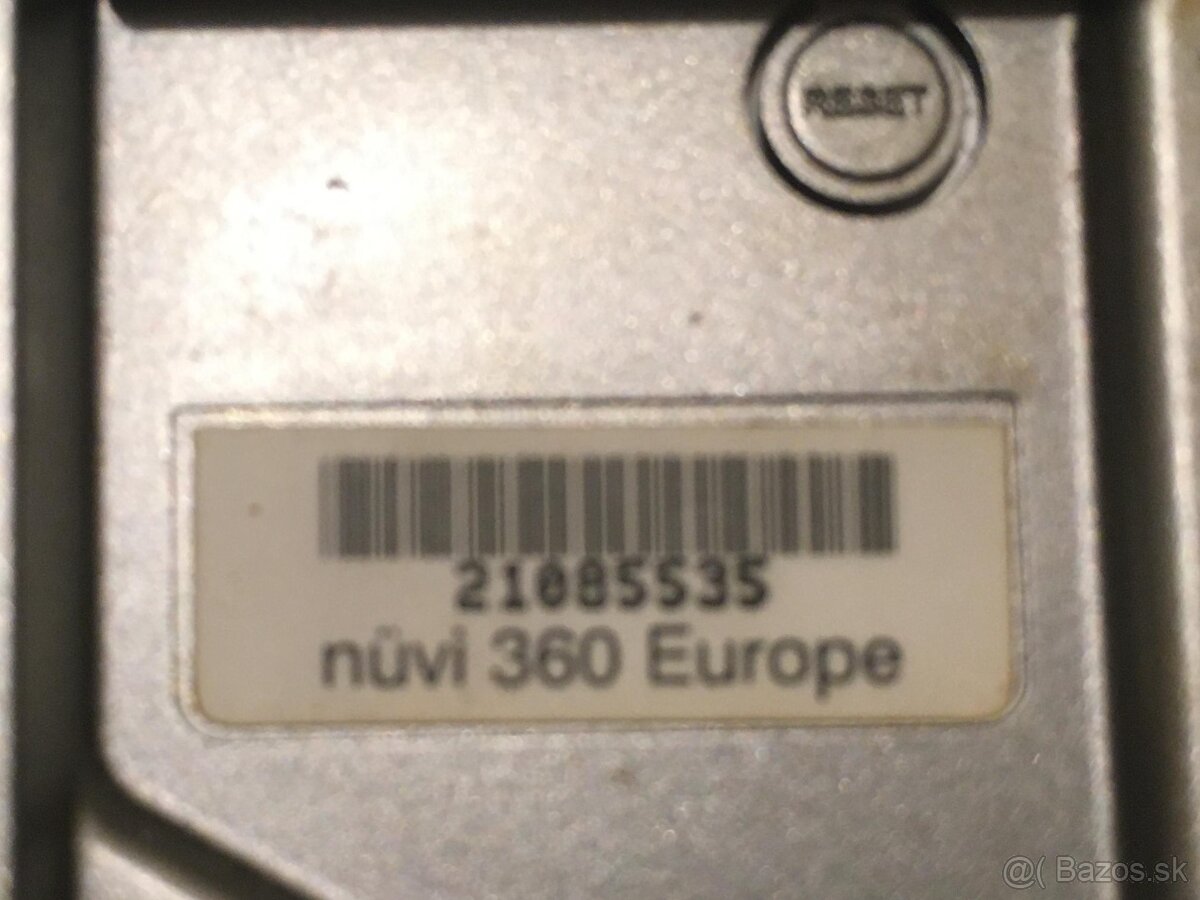 RESET
21085535
nüvi 360 Europe
@( Bazos.sk